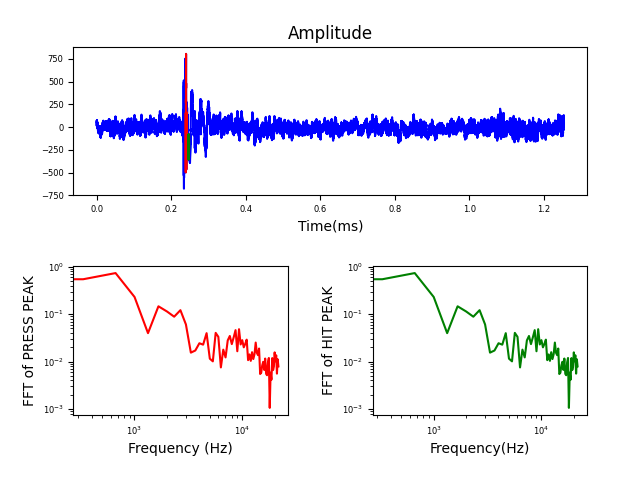 Amplitude
750
500
250
0
−250
−500
−750
0.0 0.2 0.4 0.6 0.8 1.0 1.2
Time(ms)
FFT of PRESS PEAK
10⁰
10⁻¹
10⁻²
10⁻³
10³ 10⁴
Frequency (Hz)
FFT of HIT PEAK
10⁰
10⁻¹
10⁻²
10⁻³
10³ 10⁴
Frequency(Hz)